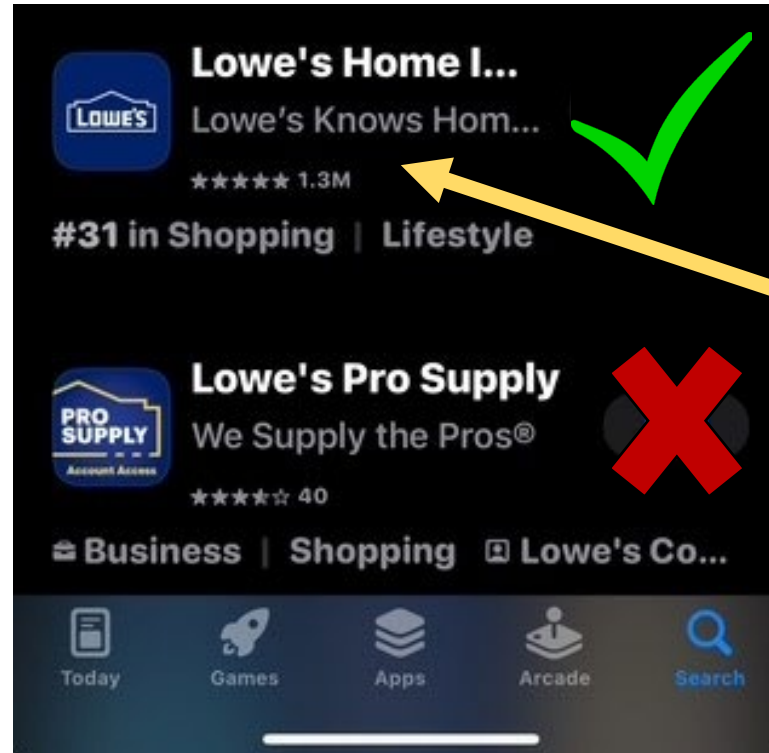 Lowe's Home I...
LOWE'S
Lowe’s Knows Hom...
1.3M
#31 in Shopping | Lifestyle
Lowe's Pro Supply
PRO
SUPPLY
Account Access
We Supply the Pros®
40
Business | Shopping Lowe's Co...
Today Games Apps Arcade Search